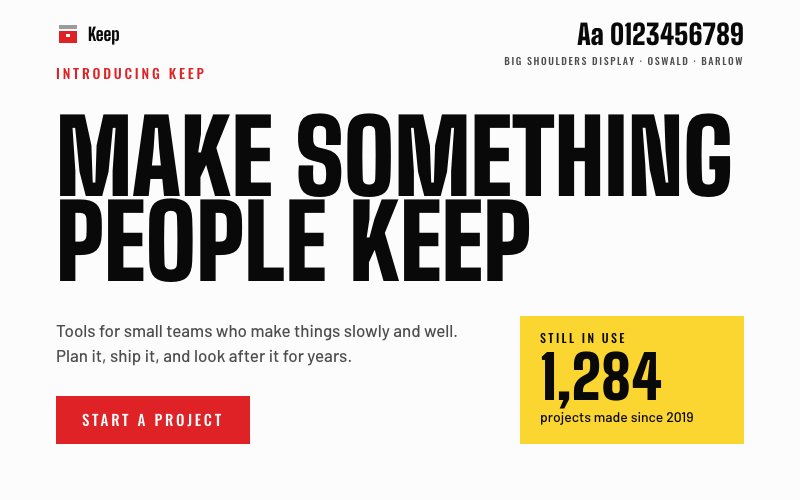 Keep
Aa 0123456789
BIG SHOULDERS DISPLAY · OSWALD · BARLOW
INTRODUCING KEEP
MAKE SOMETHING
PEOPLE KEEP
Tools for small teams who make things slowly and well.
Plan it, ship it, and look after it for years.
START A PROJECT
STILL IN USE
1,284
projects made since 2019